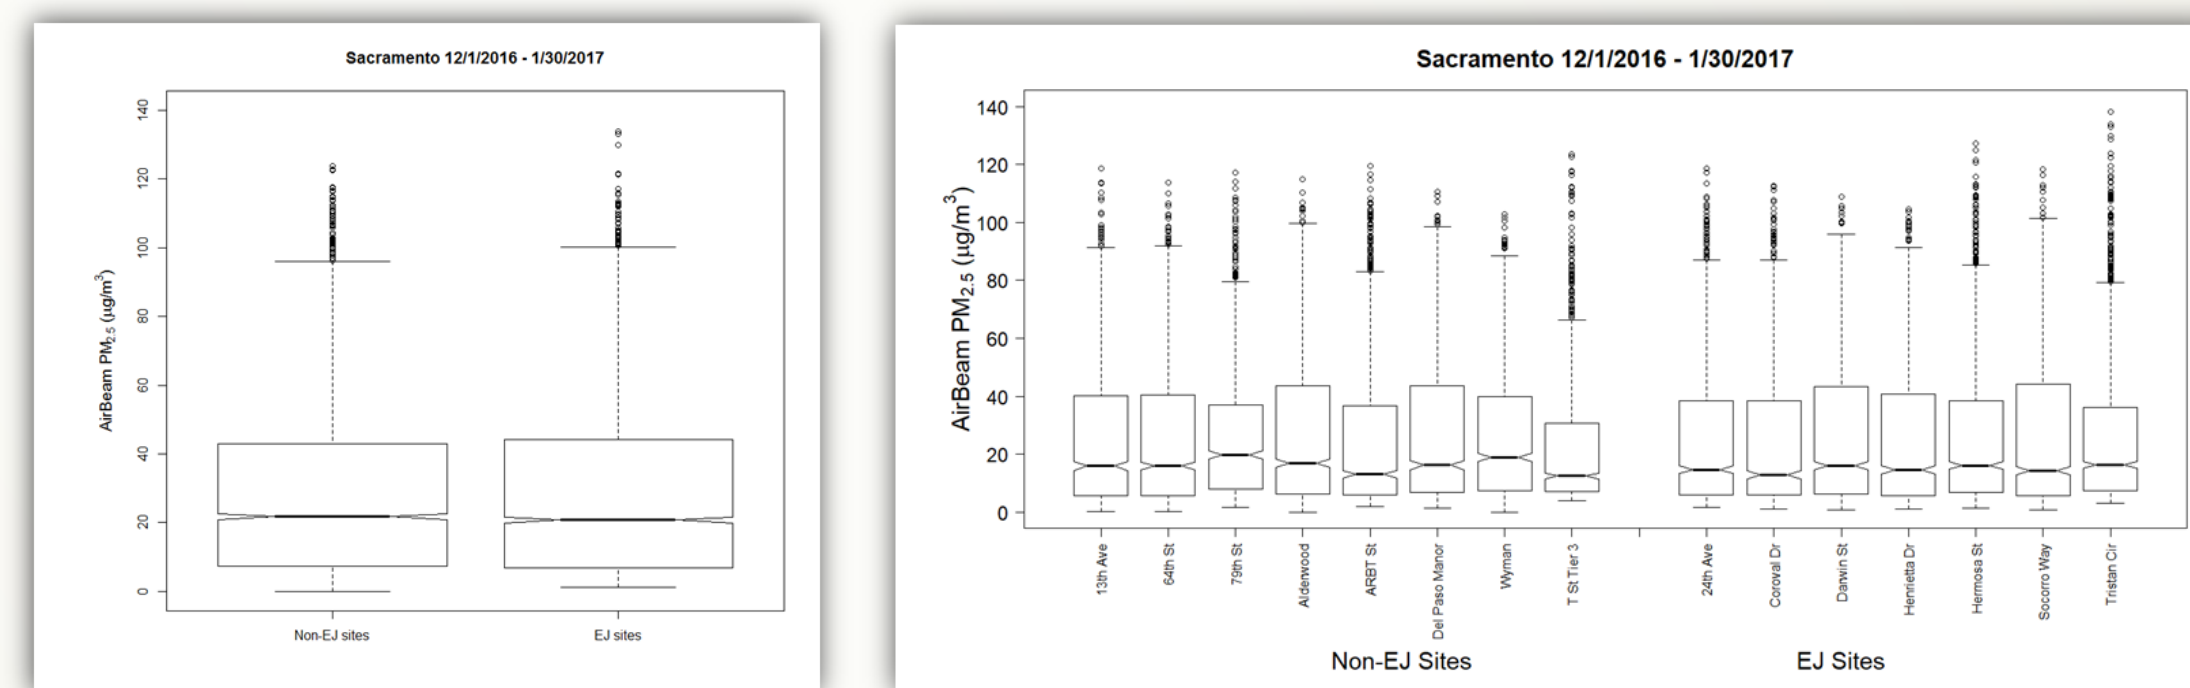 Sacramento 12/1/2016 - 1/30/2017
AirBeam PM2.5 (µg/m3)
140
120
100
80
60
40
20
0
Non-EJ sites
EJ sites
Sacramento 12/1/2016 - 1/30/2017
AirBeam PM2.5 (µg/m3)
140
120
100
80
60
40
20
0
13th Ave
64th St
79th St
Alderwood
ARBT St
Del Paso Manor
Wyman
T St Tier 3
24th Ave
Coroval Dr
Darwin St
Henrietta Dr
Hermosa St
Socorro Way
Tristan Cir
Non-EJ Sites
EJ Sites